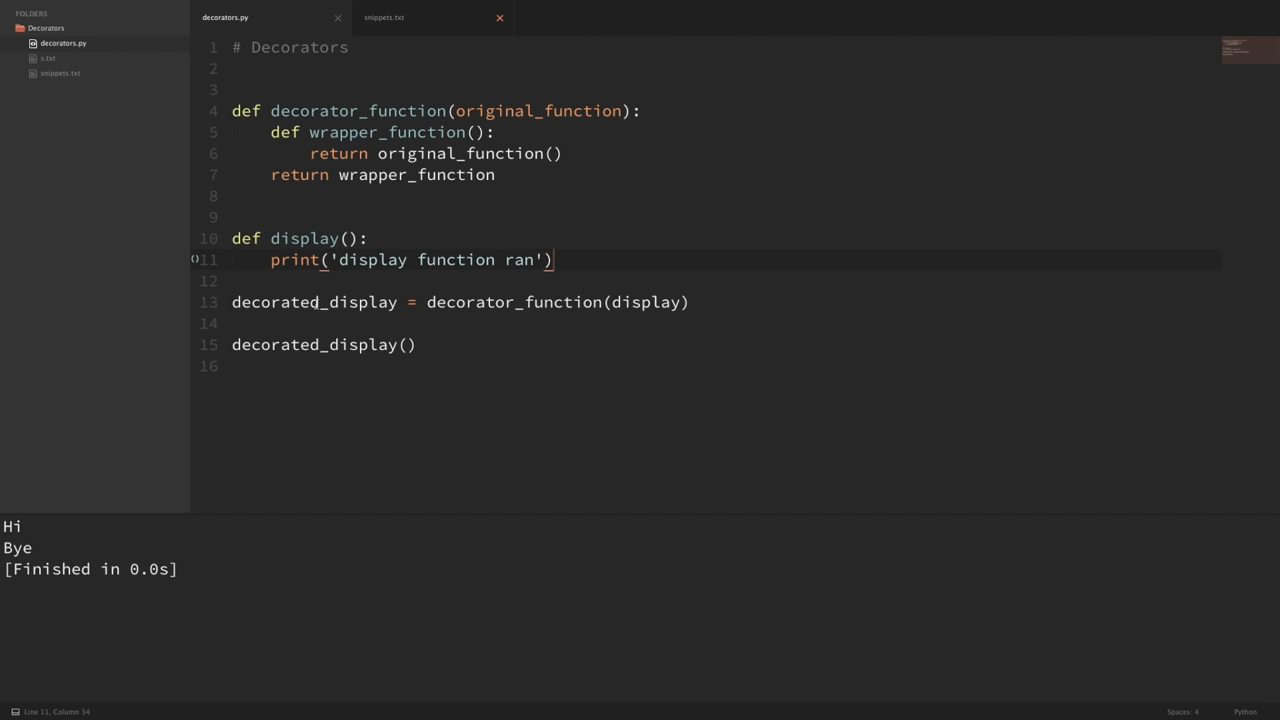 FOLDERS
Decorators
decorators.py
s.txt
snippets.txt
decorators.py
snippets.txt
1 # Decorators
2
3
4 def decorator_function(original_function):
5     def wrapper_function():
6         return original_function()
7     return wrapper_function
8
9
10 def display():
11     print('display function ran')
12
13 decorated_display = decorator_function(display)
14
15 decorated_display()
16
Hi
Bye
[Finished in 0.0s]
Line 11, Column 34
Spaces: 4
Python